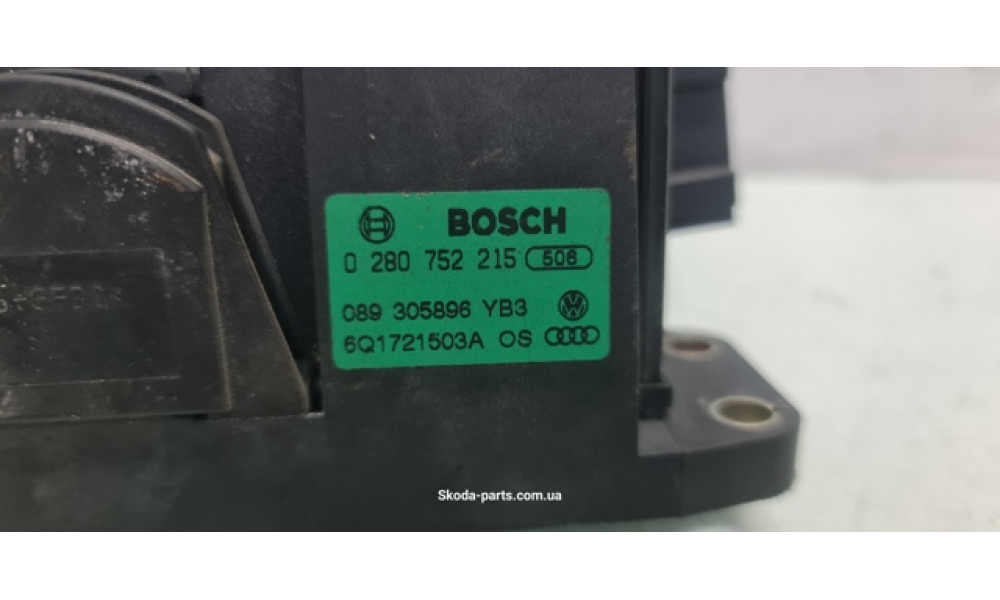 BOSCH
0 280 752 215 506
089 305896 YB3
6Q1721503A OS
Skoda-parts.com.ua